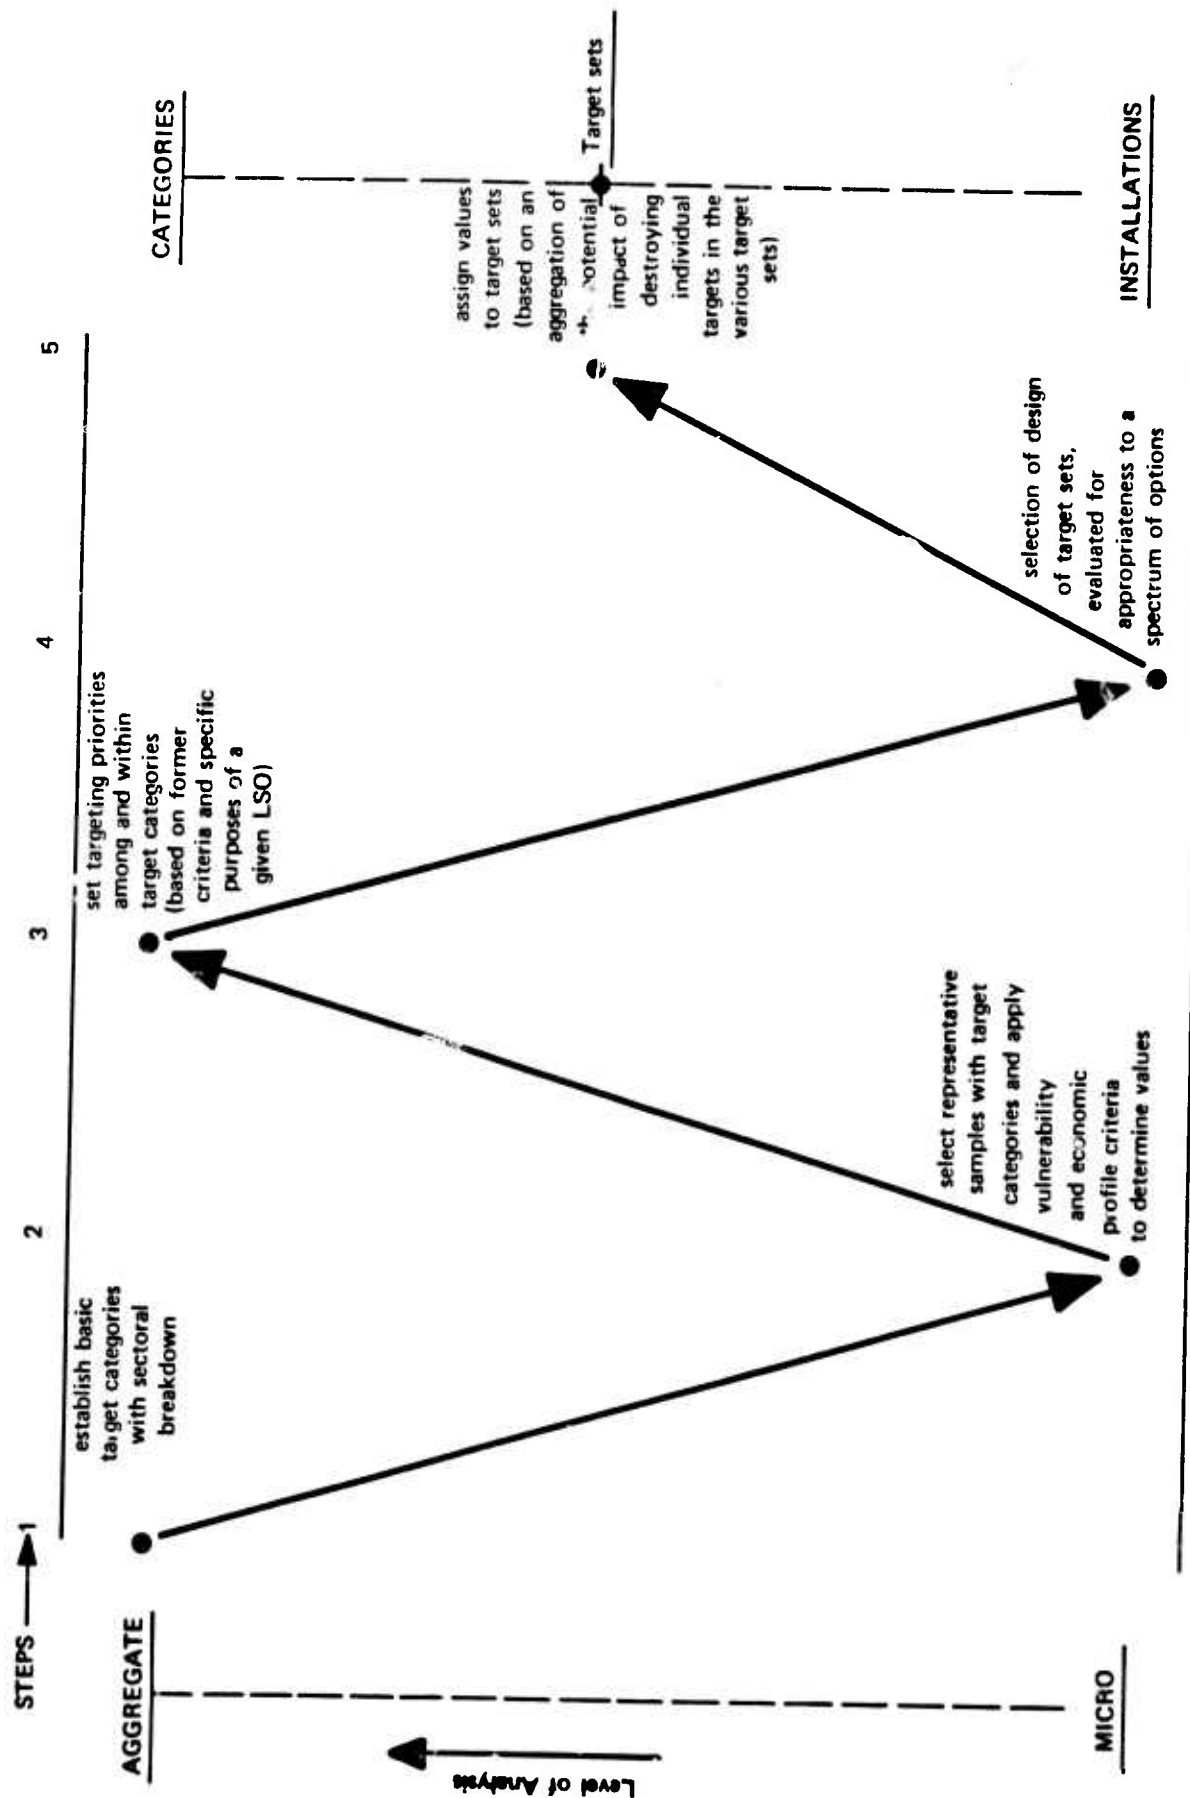 STEPS
1
2
3
4
5
AGGREGATE
CATEGORIES
establish basic
target categories
with sectoral
breakdown
set targeting priorities
among and within
target categories
(based on former
criteria and specific
purposes of a
given LSO)
assign values
to target sets
(based on an
aggregation of
potential
impact of
destroying
individual
targets in the
various target
sets)
Target sets
Level of Analysis
select representative
samples with target
categories and apply
vulnerability
and economic
profile criteria
to determine values
selection of design
of target sets,
evaluated for
appropriateness to a
spectrum of options
MICRO
INSTALLATIONS